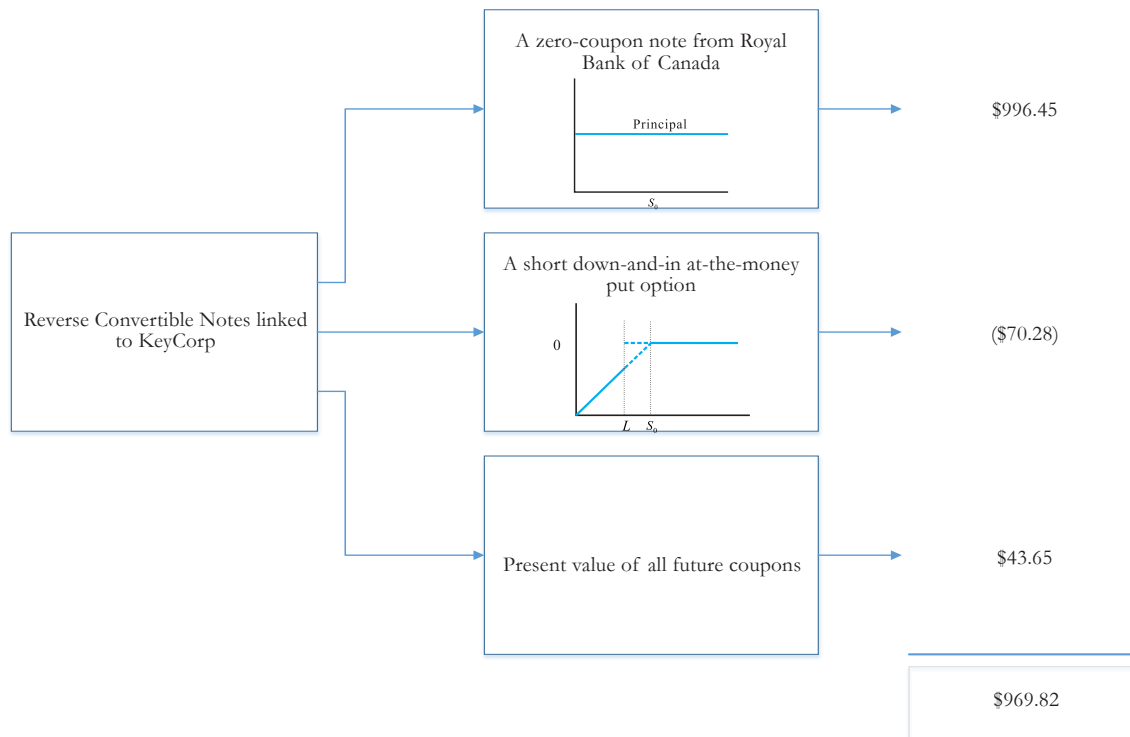 A zero-coupon note from Royal
Bank of Canada
Principal
S₀
$996.45
Reverse Convertible Notes linked
to KeyCorp
A short down-and-in at-the-money
put option
0
L S₀
($70.28)
Present value of all future coupons
$43.65
$969.82